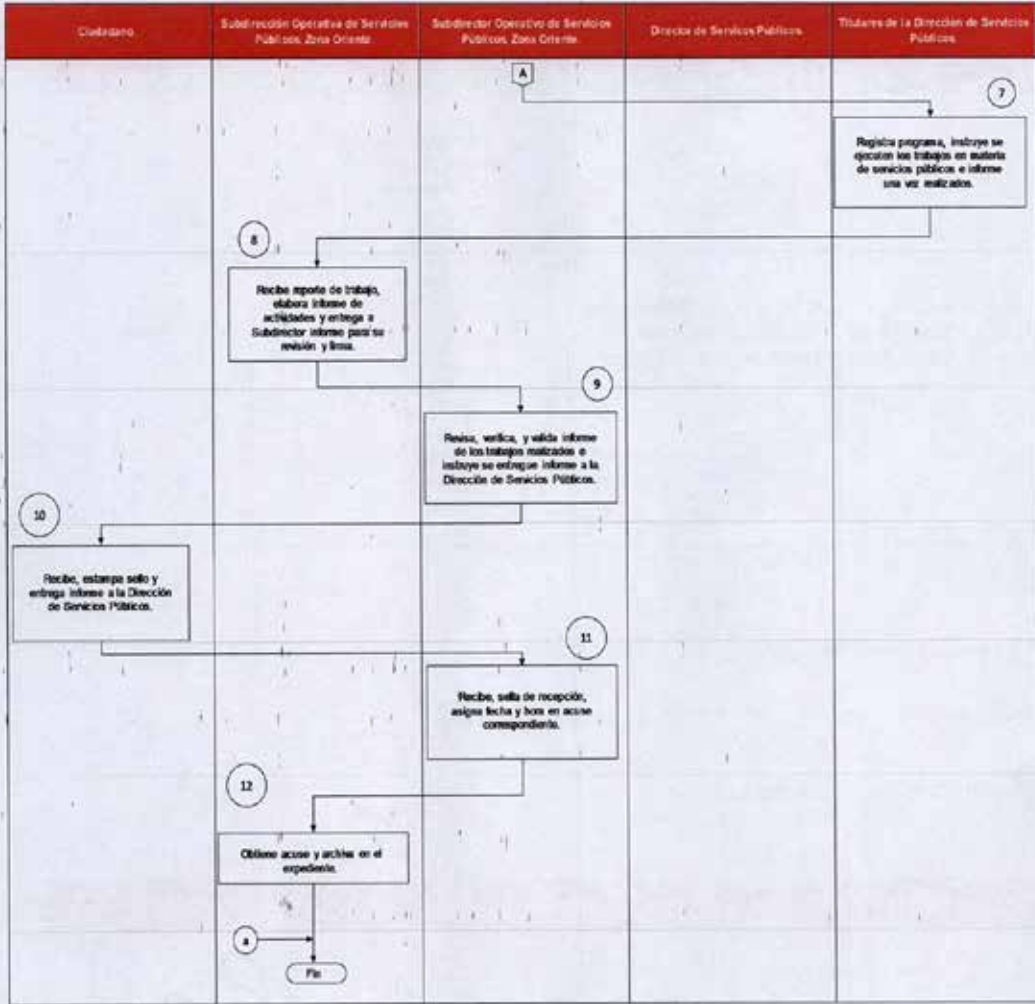 Ciudadano
Subdirección Operativa de Servicios
Públicos, Zona Oriente
Subdirector Operativo de Servicios
Públicos, Zona Oriente
Director de Servicios Públicos
Titulares de la Dirección de Servicios
Públicos
A
7
Registra programa, instruye se
ejecuten los trabajos en materia
de servicios públicos e informe
una vez realizados.
8
Recibe reporte de trabajo,
elabora informe de
actividades y entrega a
Subdirector informe para su
revisión y firma.
9
Revisa, verifica, y valida informe
de los trabajos realizados e
instruye se entregue informe a la
Dirección de Servicios Públicos.
10
Recibe, estampa sello y
entrega informe a la Dirección
de Servicios Públicos.
11
Recibe, sella de recepción,
asigna fecha y hora en acuse
correspondiente.
12
Obtiene acuse y archiva en el
expediente.
a
Fin